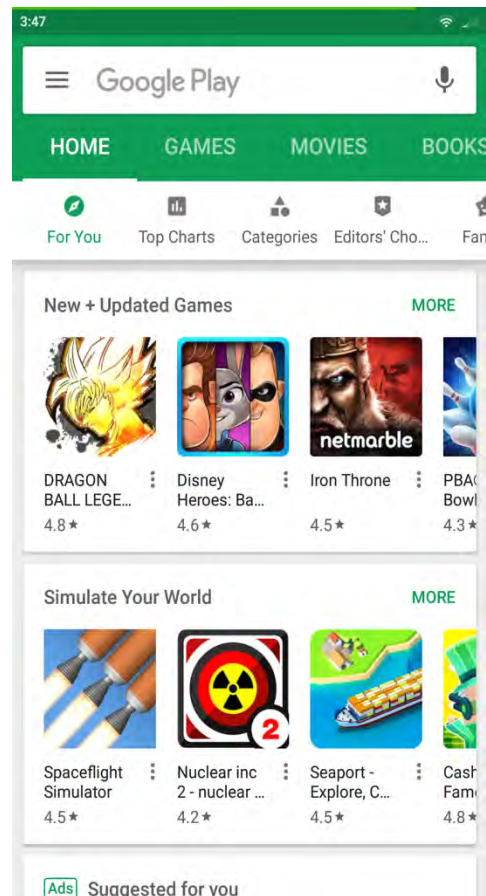 3:47
Google Play
HOME GAMES MOVIES BOOKS
For You Top Charts Categories Editors' Cho... Fan
New + Updated Games MORE
netmarble
DRAGON Disney Iron Throne PBA
BALL LEGE... Heroes: Ba... Bowl
4.8★ 4.6★ 4.5★ 4.3★
Simulate Your World MORE
2
Spaceflight Nuclear inc Seaport - Cash
Simulator 2 - nuclear ... Explore, C... Fam
4.5★ 4.2★ 4.5★ 4.8★
Ads Suggested for you